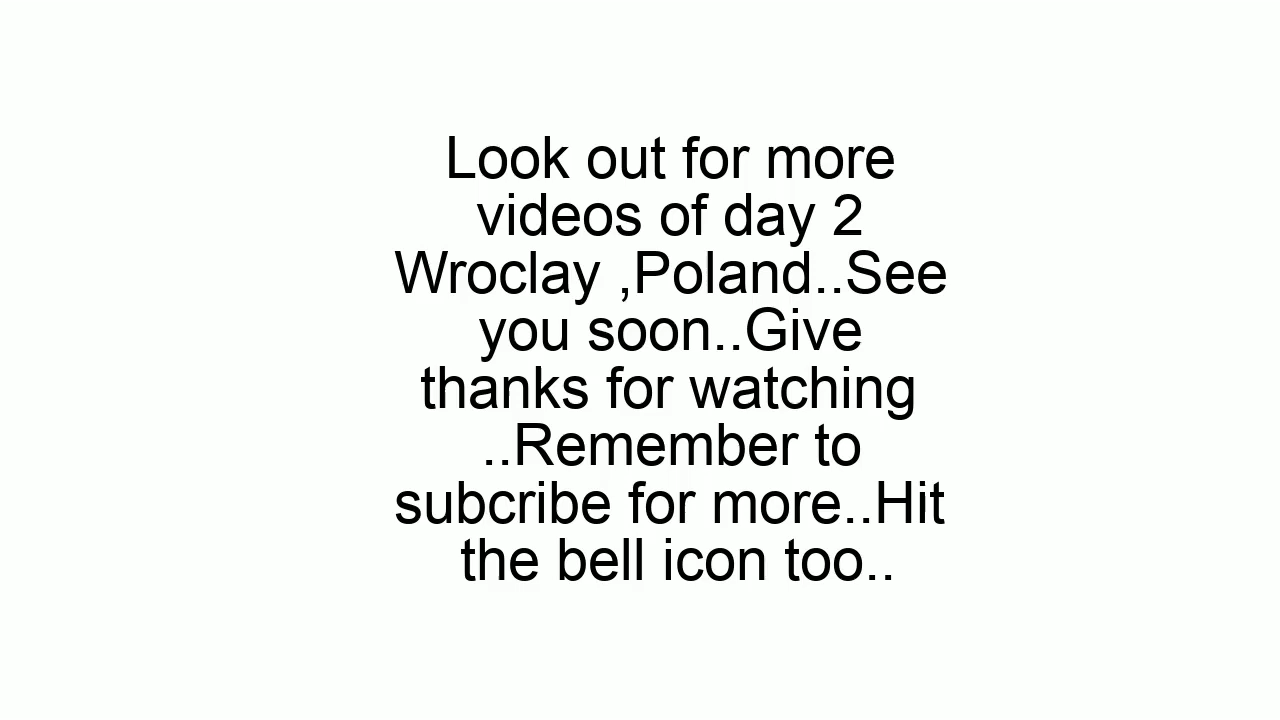 Look out for more
videos of day 2
Wroclay ,Poland..See
you soon..Give
thanks for watching
..Remember to
subcribe for more..Hit
the bell icon too..